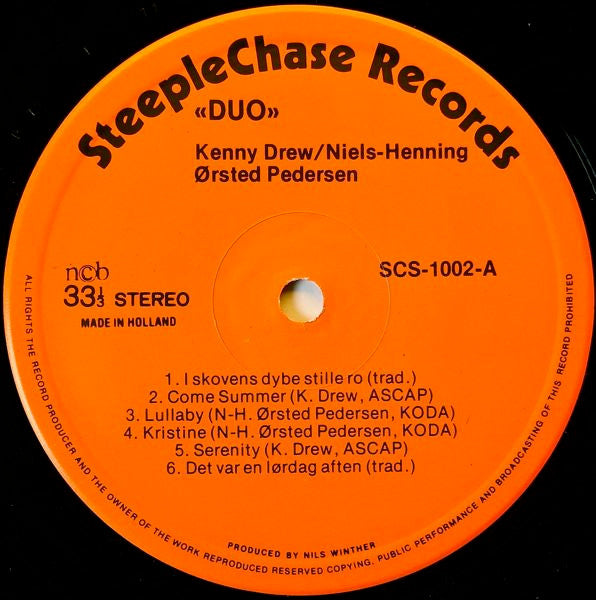 SteepleChase Records
«DUO»
Kenny Drew/Niels-Henning
Ørsted Pedersen
ncb
33⅓ STEREO
MADE IN HOLLAND
SCS-1002-A
1. I skovens dybe stille ro (trad.)
2. Come Summer (K. Drew, ASCAP)
3. Lullaby (N-H. Ørsted Pedersen, KODA)
4. Kristine (N-H. Ørsted Pedersen, KODA)
5. Serenity (K. Drew, ASCAP)
6. Det var en lørdag aften (trad.)
PRODUCED BY NILS WINTHER
ALL RIGHTS THE RECORD PRODUCER AND THE OWNER OF THE WORK REPRODUCED RESERVED COPYING, PUBLIC PERFORMANCE AND BROADCASTING OF THIS RECORD PROHIBITED